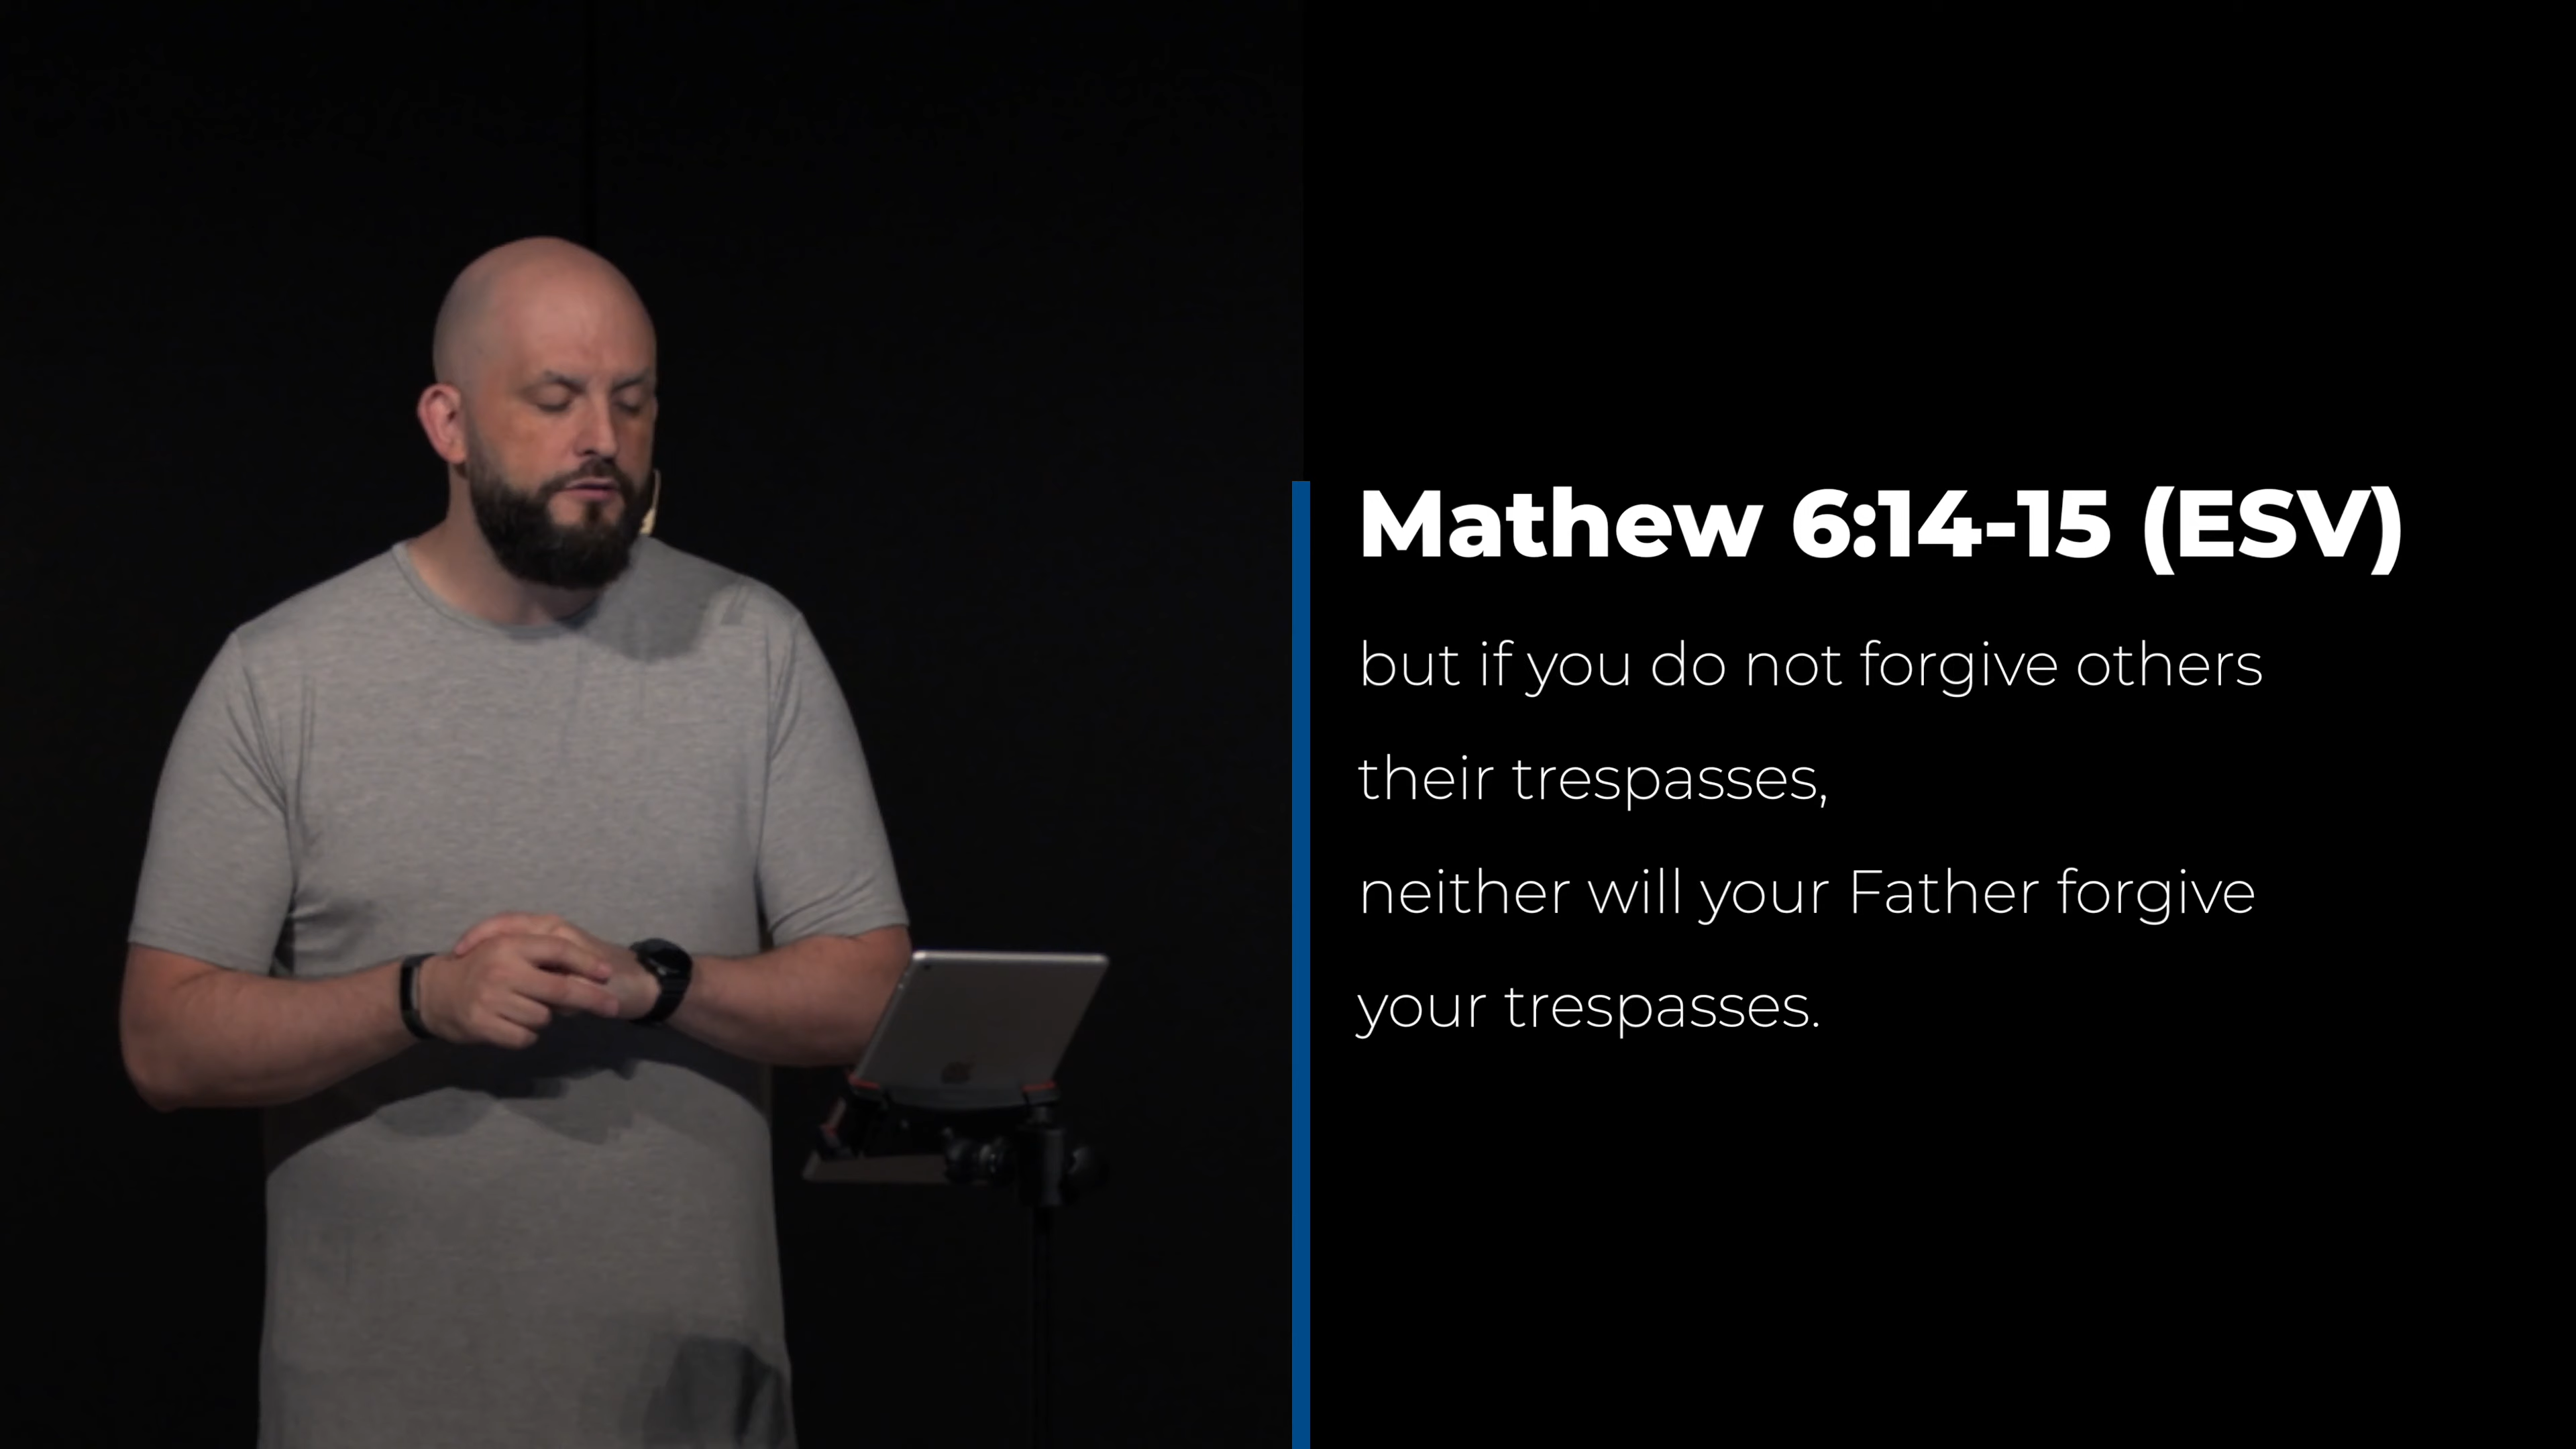 Mathew 6:14-15 (ESV)
but if you do not forgive others
their trespasses,
neither will your Father forgive
your trespasses.